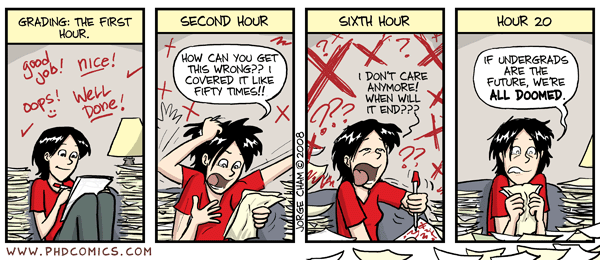 GRADING: THE FIRST
HOUR.
good
job!
nice!
oops!
Well
Done!
SECOND HOUR
HOW CAN YOU GET
THIS WRONG?? I
COVERED IT LIKE
FIFTY TIMES!!
SIXTH HOUR
??
?
??
?
??
I DON'T CARE
ANYMORE!
WHEN WILL
IT END???
JORGE CHAM © 2008
HOUR 20
IF UNDERGRADS
ARE THE
FUTURE, WE'RE
ALL DOOMED.
WWW.PHDCOMICS.COM